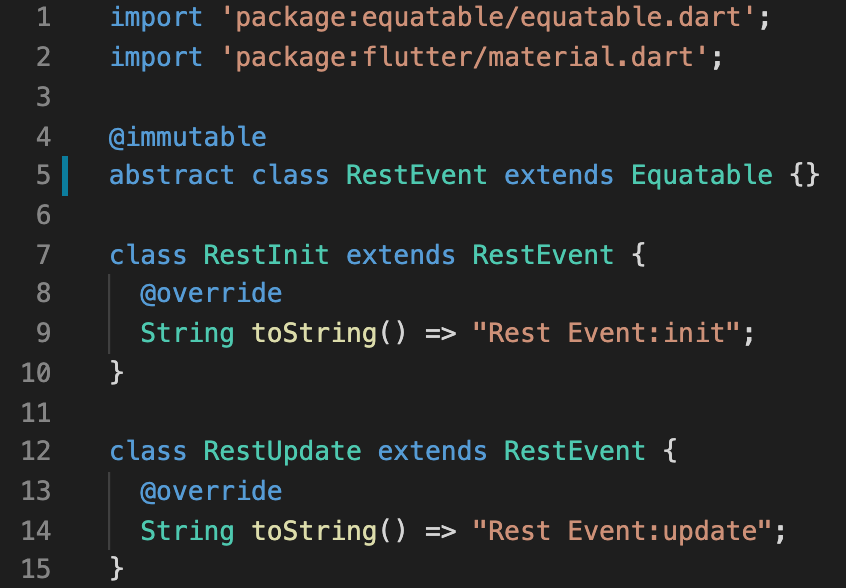 1 import 'package:equatable/equatable.dart';
2 import 'package:flutter/material.dart';
3
4 @immutable
5 abstract class RestEvent extends Equatable {}
6
7 class RestInit extends RestEvent {
8   @override
9   String toString() => "Rest Event:init";
10 }
11
12 class RestUpdate extends RestEvent {
13   @override
14   String toString() => "Rest Event:update";
15 }